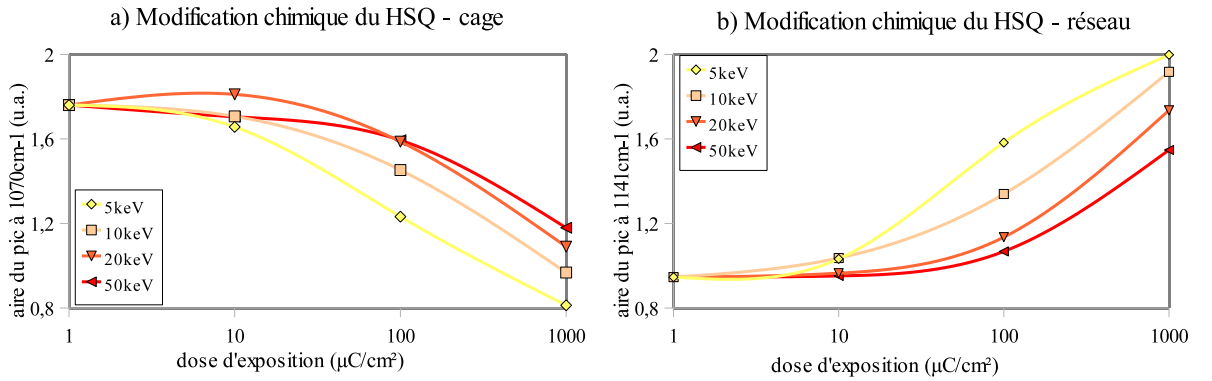 a) Modification chimique du HSQ - cage
2
1,6
1,2
0,8
aire du pic à 1070cm-1 (u.a.)
5keV
10keV
20keV
50keV
1
10
100
1000
dose d'exposition (µC/cm²)
b) Modification chimique du HSQ - réseau
2
1,6
1,2
0,8
aire du pic à 1141cm-1 (u.a.)
5keV
10keV
20keV
50keV
1
10
100
1000
dose d'exposition (µC/cm²)